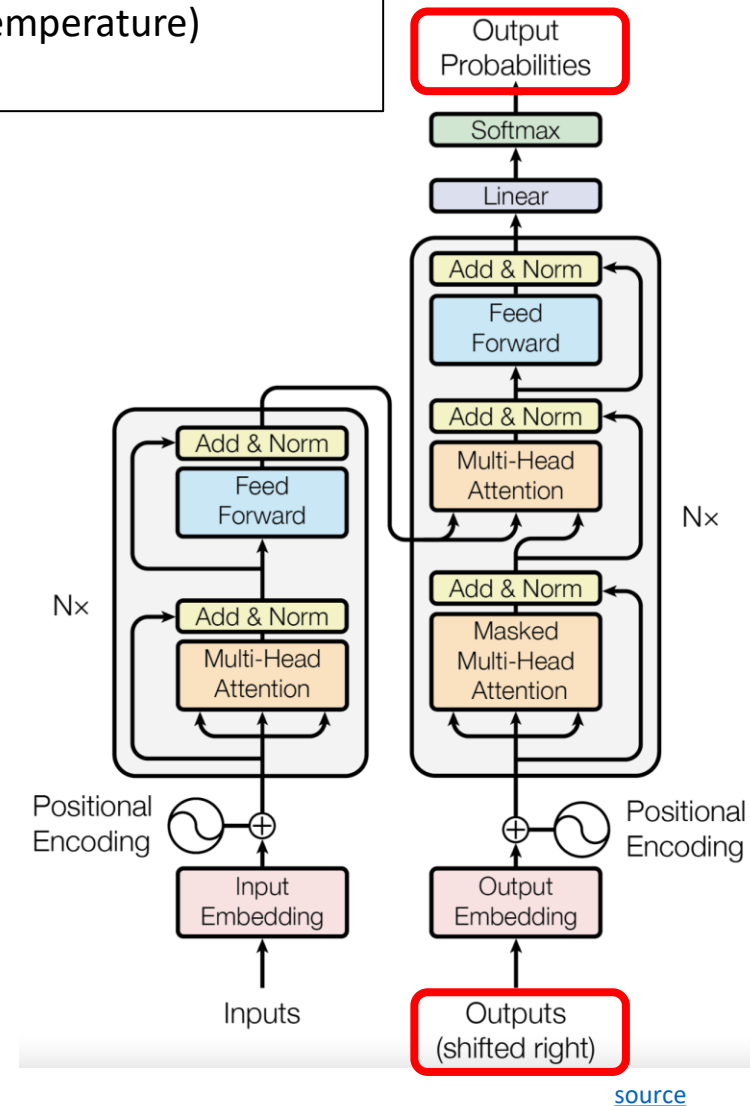 emperature)
Output
Probabilities
Softmax
Linear
Add & Norm
Feed
Forward
Add & Norm
Multi-Head
Attention
Nx
Add & Norm
Masked
Multi-Head
Attention
Positional
Encoding
Output
Embedding
Outputs
(shifted right)
Add & Norm
Feed
Forward
Nx
Add & Norm
Multi-Head
Attention
Positional
Encoding
Input
Embedding
Inputs
source